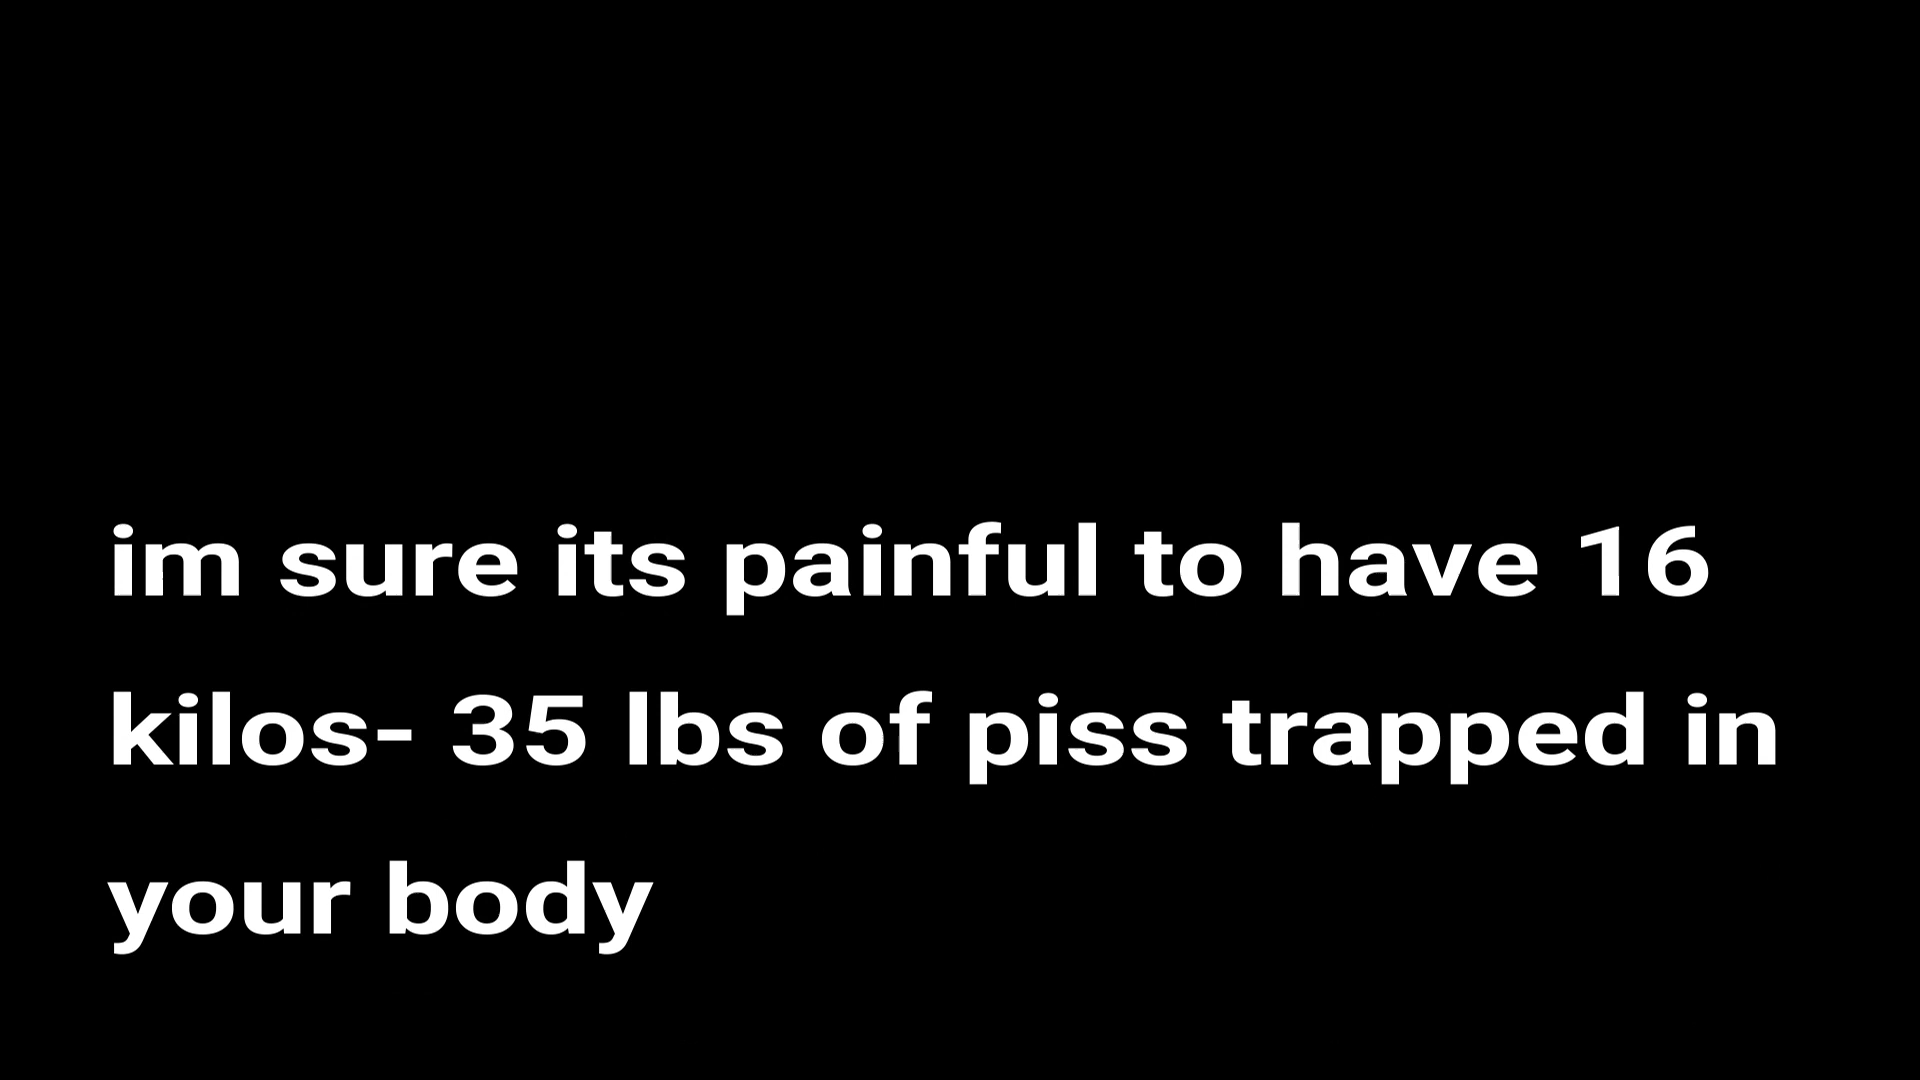 im sure its painful to have 16
kilos- 35 lbs of piss trapped in
your body